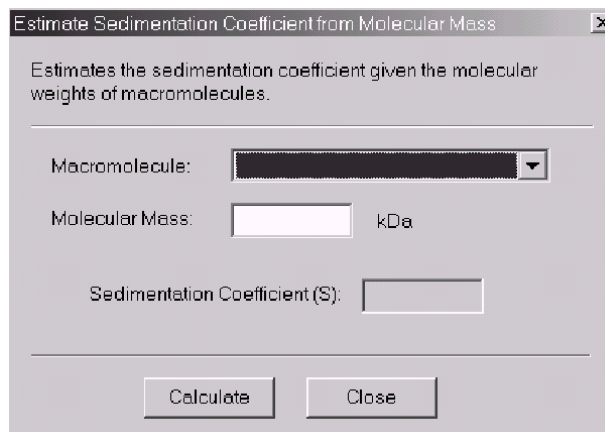 Estimate Sedimentation Coefficient from Molecular Mass
Estimates the sedimentation coefficient given the molecular
weights of macromolecules.
Macromolecule:
Molecular Mass: kDa
Sedimentation Coefficient (S):
Calculate Close